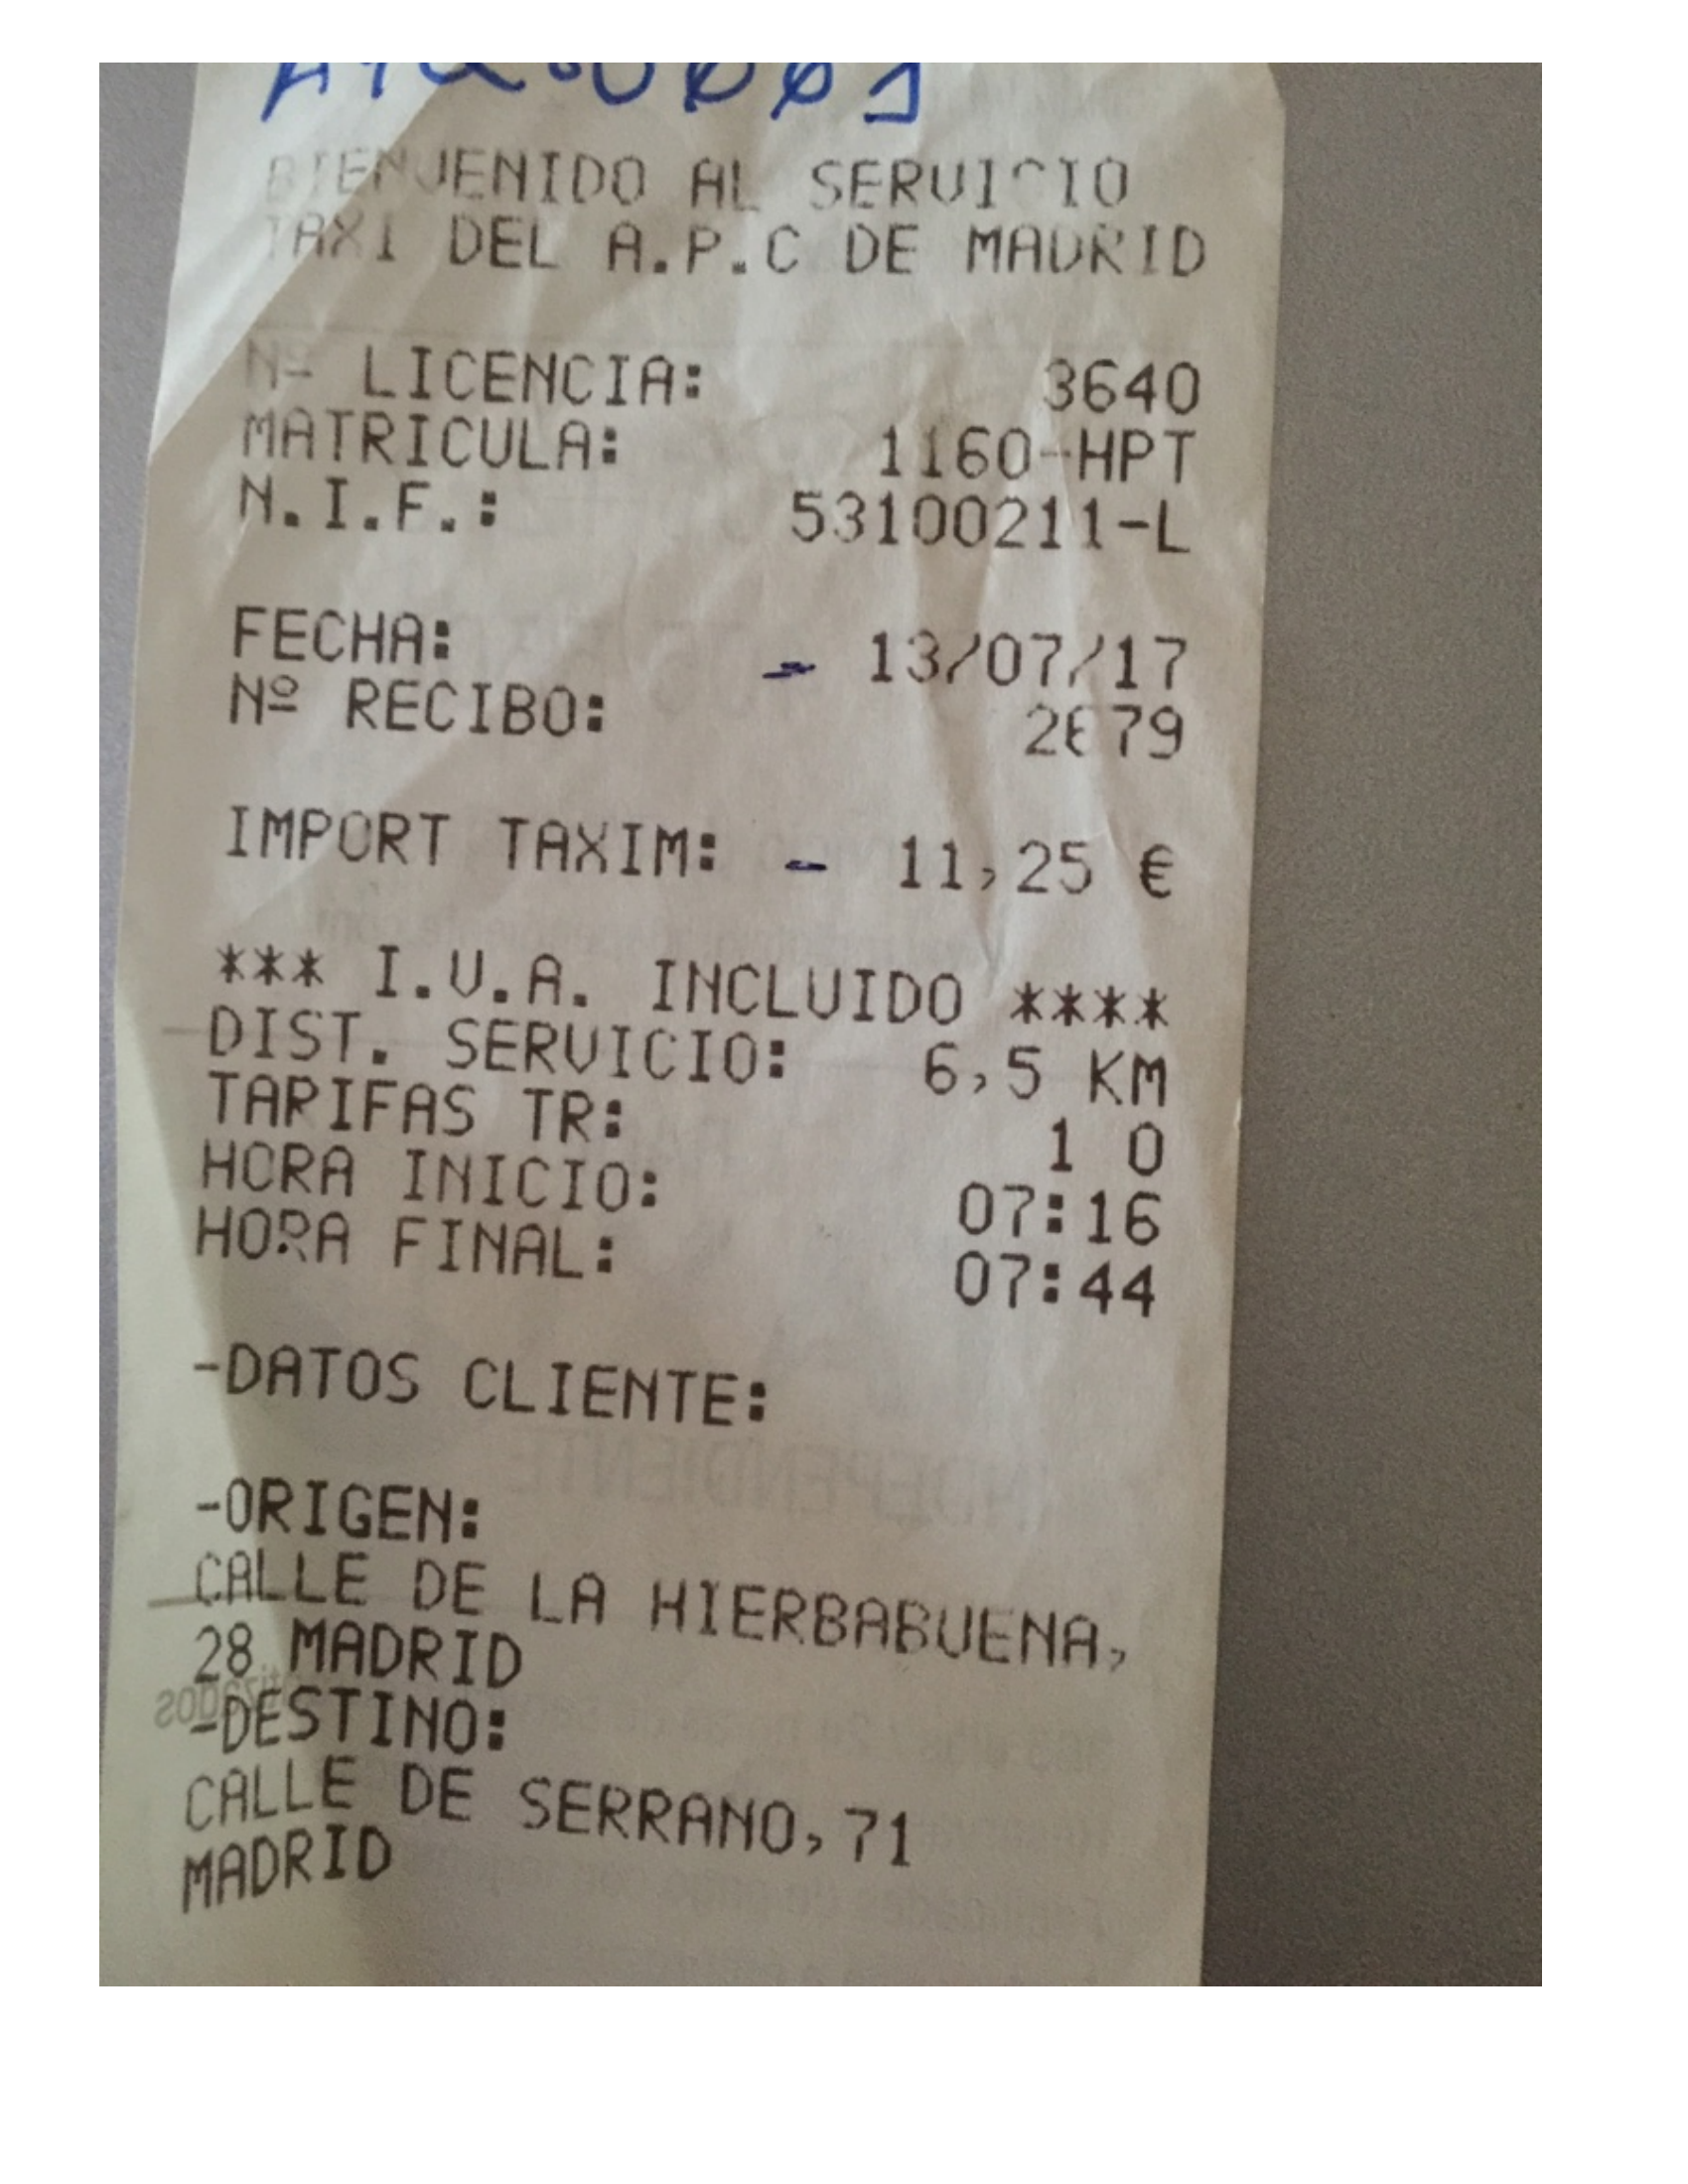 BIENVENIDO AL SERVICIO
TAXI DEL A.P.C DE MADRID
Nº LICENCIA: 3640
MATRICULA: 1160-HPT
N.I.F.: 53100211-L
FECHA: - 13/07/17
Nº RECIBO:
IMPORT TAXIM: - 11,25 €
*** I.V.A. INCLUIDO ****
DIST. SERVICIO: 6,5 KM
TARIFAS TR: 1 0
HORA INICIO: 07:16
HORA FINAL: 07:44
-DATOS CLIENTE:
-ORIGEN:
CALLE DE LA HIERBABUENA,
28 MADRID
-DESTINO:
CALLE DE SERRANO,71
MADRID